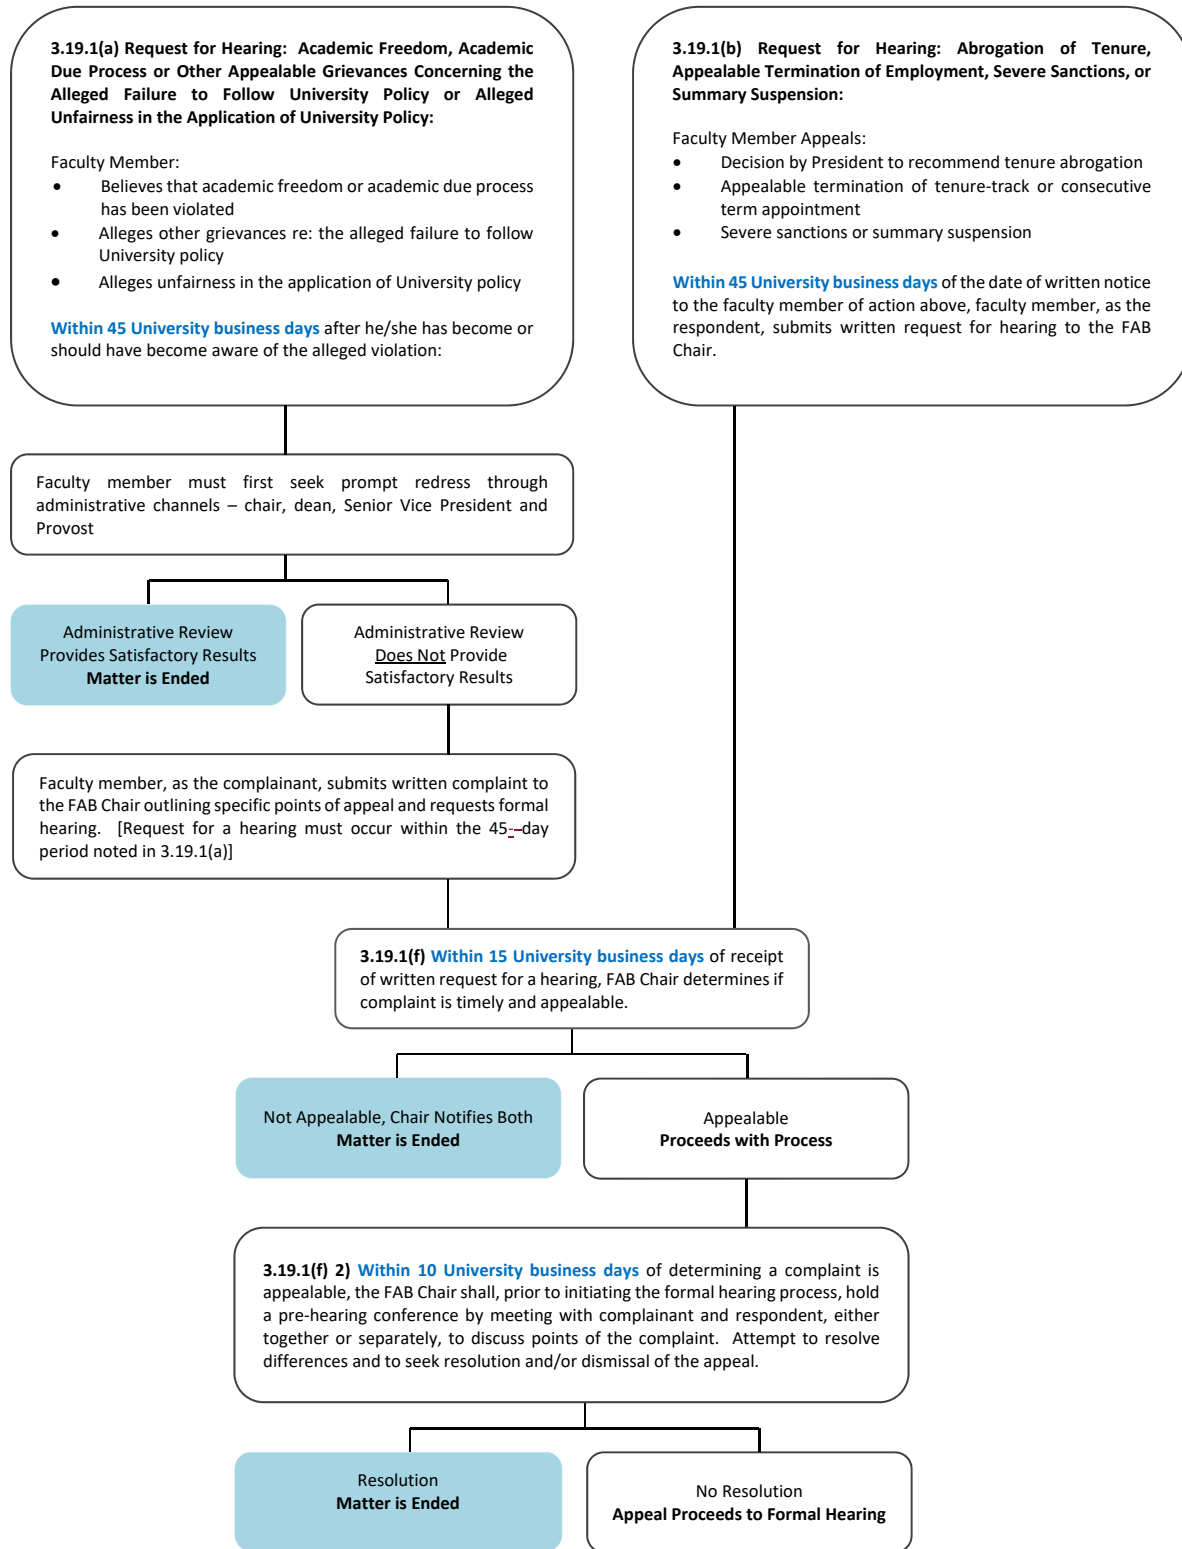 3.19.1(a) Request for Hearing: Academic Freedom, Academic
Due Process or Other Appealable Grievances Concerning the
Alleged Failure to Follow University Policy or Alleged
Unfairness in the Application of University Policy:
Faculty Member:
• Believes that academic freedom or academic due process
has been violated
• Alleges other grievances re: the alleged failure to follow
University policy
• Alleges unfairness in the application of University policy
Within 45 University business days after he/she has become or
should have become aware of the alleged violation:
3.19.1(b) Request for Hearing: Abrogation of Tenure,
Appealable Termination of Employment, Severe Sanctions, or
Summary Suspension:
Faculty Member Appeals:
• Decision by President to recommend tenure abrogation
• Appealable termination of tenure-track or consecutive
term appointment
• Severe sanctions or summary suspension
Within 45 University business days of the date of written notice
to the faculty member of action above, faculty member, as the
respondent, submits written request for hearing to the FAB
Chair.
Faculty member must first seek prompt redress through
administrative channels – chair, dean, Senior Vice President and
Provost
Administrative Review
Provides Satisfactory Results
Matter is Ended
Administrative Review
Does Not Provide
Satisfactory Results
Faculty member, as the complainant, submits written complaint to
the FAB Chair outlining specific points of appeal and requests formal
hearing. [Request for a hearing must occur within the 45-–day
period noted in 3.19.1(a)]
3.19.1(f) Within 15 University business days of receipt
of written request for a hearing, FAB Chair determines if
complaint is timely and appealable.
Not Appealable, Chair Notifies Both
Matter is Ended
Appealable
Proceeds with Process
3.19.1(f) 2) Within 10 University business days of determining a complaint is
appealable, the FAB Chair shall, prior to initiating the formal hearing process, hold
a pre-hearing conference by meeting with complainant and respondent, either
together or separately, to discuss points of the complaint. Attempt to resolve
differences and to seek resolution and/or dismissal of the appeal.
Resolution
Matter is Ended
No Resolution
Appeal Proceeds to Formal Hearing